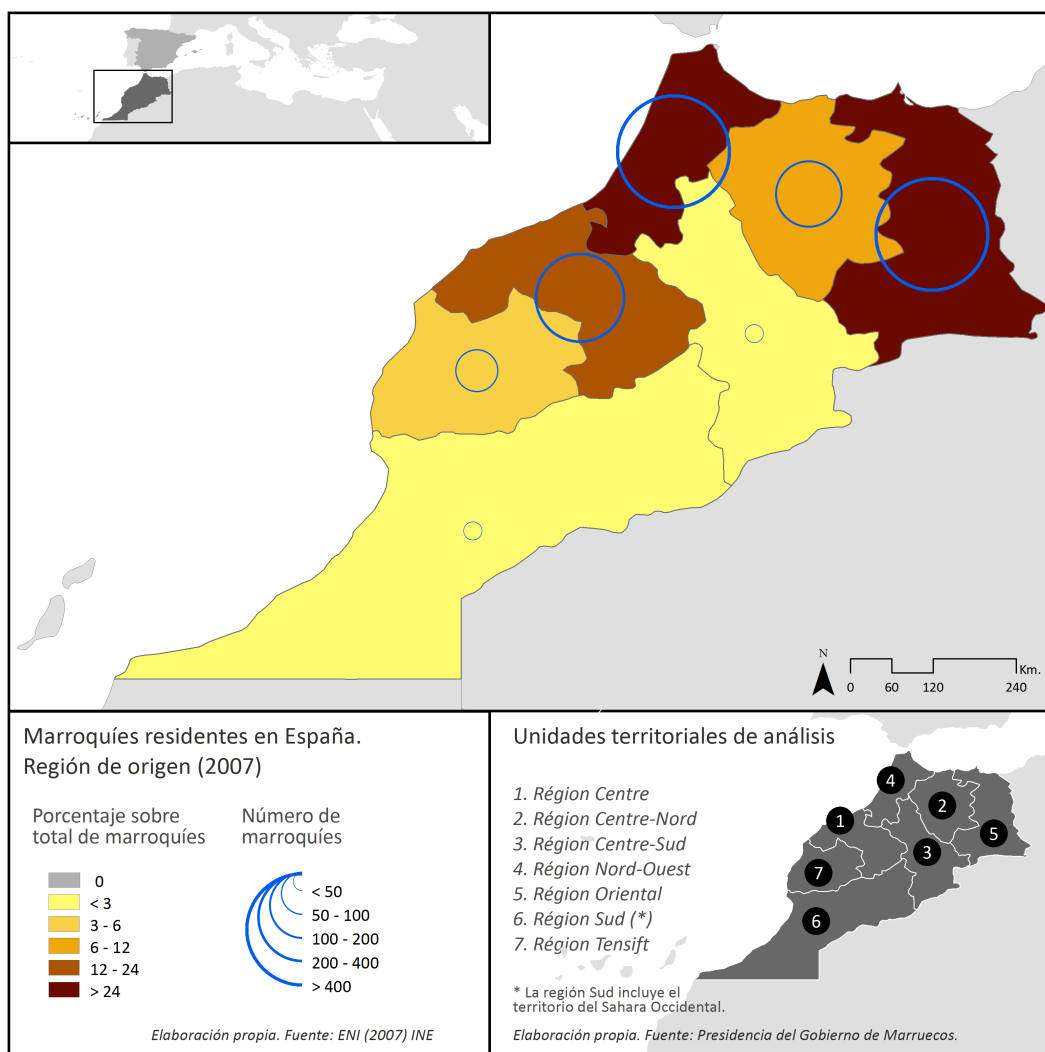 N
Km.
0 60 120 240
Marroquíes residentes en España.
Región de origen (2007)
Porcentaje sobre
total de marroquíes
0
< 3
3 - 6
6 - 12
12 - 24
> 24
Número de
marroquíes
< 50
50 - 100
100 - 200
200 - 400
> 400
Elaboración propia. Fuente: ENI (2007) INE
Unidades territoriales de análisis
1. Région Centre
2. Région Centre-Nord
3. Région Centre-Sud
4. Région Nord-Ouest
5. Région Oriental
6. Région Sud (*)
7. Région Tensift
* La región Sud incluye el
territorio del Sahara Occidental.
Elaboración propia. Fuente: Presidencia del Gobierno de Marruecos.
4
2
1
5
3
7
6